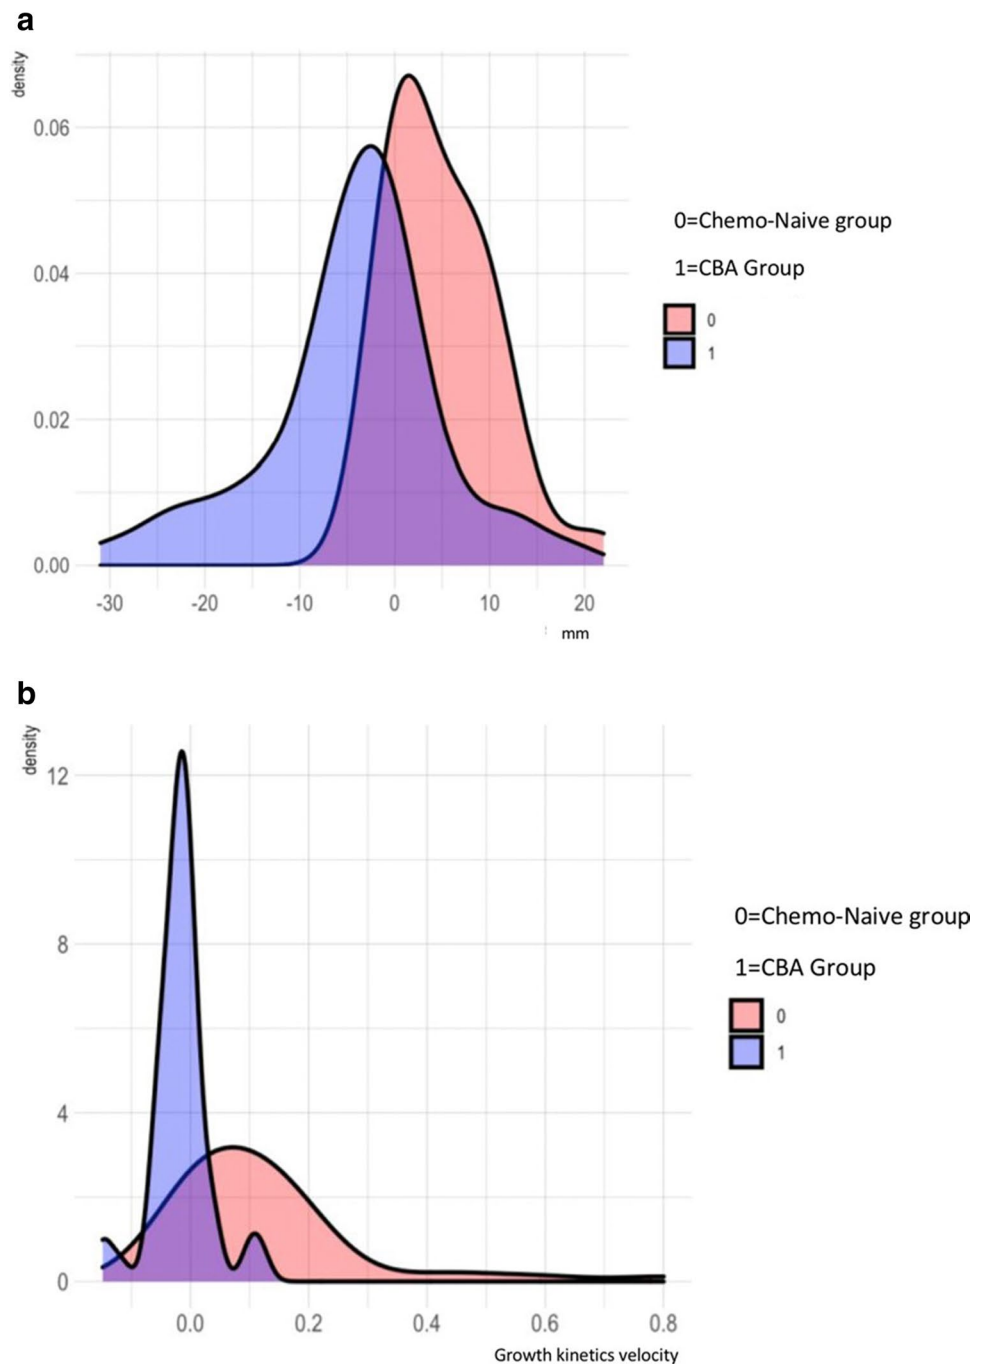 a
density
0.06
0.04
0.02
0.00
-30 -20 -10 0 10 20
mm
0=Chemo-Naive group
1=CBA Group
0
1
b
density
12
8
4
0
0.0 0.2 0.4 0.6 0.8
Growth kinetics velocity
0=Chemo-Naive group
1=CBA Group
0
1